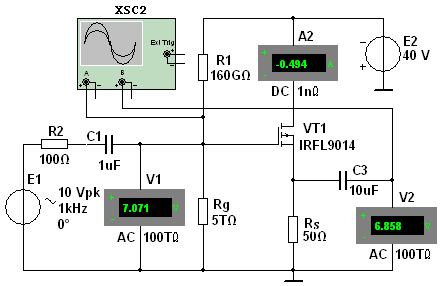 XSC2
Ext Trig
A
B
A2
-0.494
A
DC 1nΩ
E2
40 V
R1
160GΩ
R2
100Ω
C1
1uF
VT1
IRFL9014
E1
10 Vpk
1kHz
0°
V1
7.071
AC 100TΩ
Rg
5TΩ
Rs
50Ω
C3
10uF
V2
6.858
AC 100TΩ